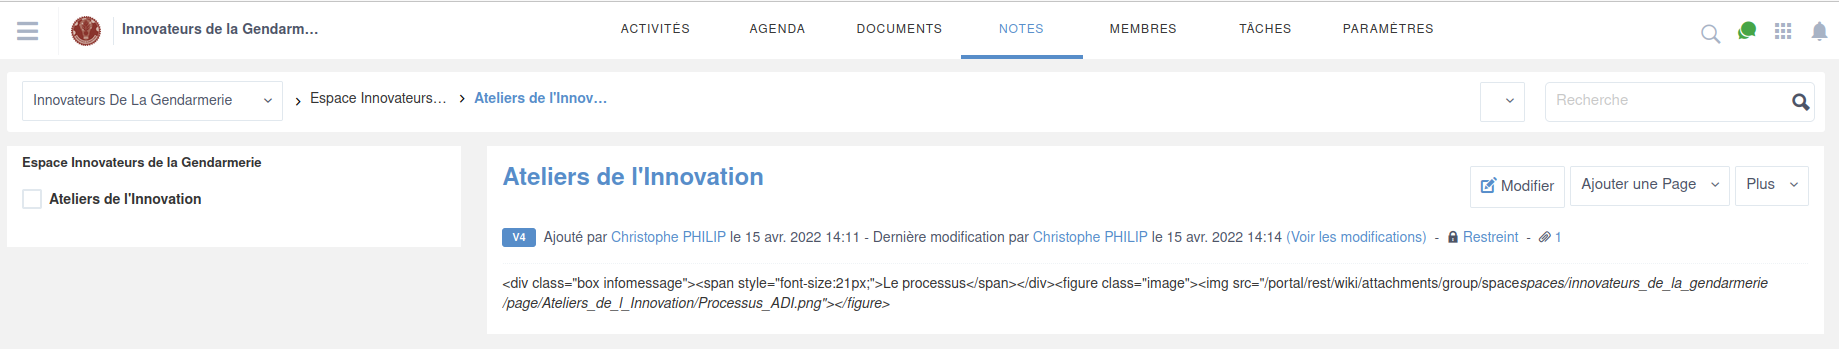 Innovateurs de la Gendarm...
ACTIVITÉS AGENDA DOCUMENTS NOTES MEMBRES TÂCHES PARAMÈTRES
Innovateurs De La Gendarmerie > Espace Innovateurs... > Ateliers de l'Innov...
Recherche
Espace Innovateurs de la Gendarmerie
Ateliers de l'Innovation
Ateliers de l'Innovation
Modifier Ajouter une Page Plus
V4 Ajouté par Christophe PHILIP le 15 avr. 2022 14:11 - Dernière modification par Christophe PHILIP le 15 avr. 2022 14:14 (Voir les modifications) - Restreint - 1
<div class="box infomessage"><span style="font-size:21px;">Le processus</span></div><figure class="image"><img src="/portal/rest/wiki/attachments/group/spacespaces/innovateurs_de_la_gendarmerie
/page/Ateliers_de_l_Innovation/Processus_ADI.png"></figure>